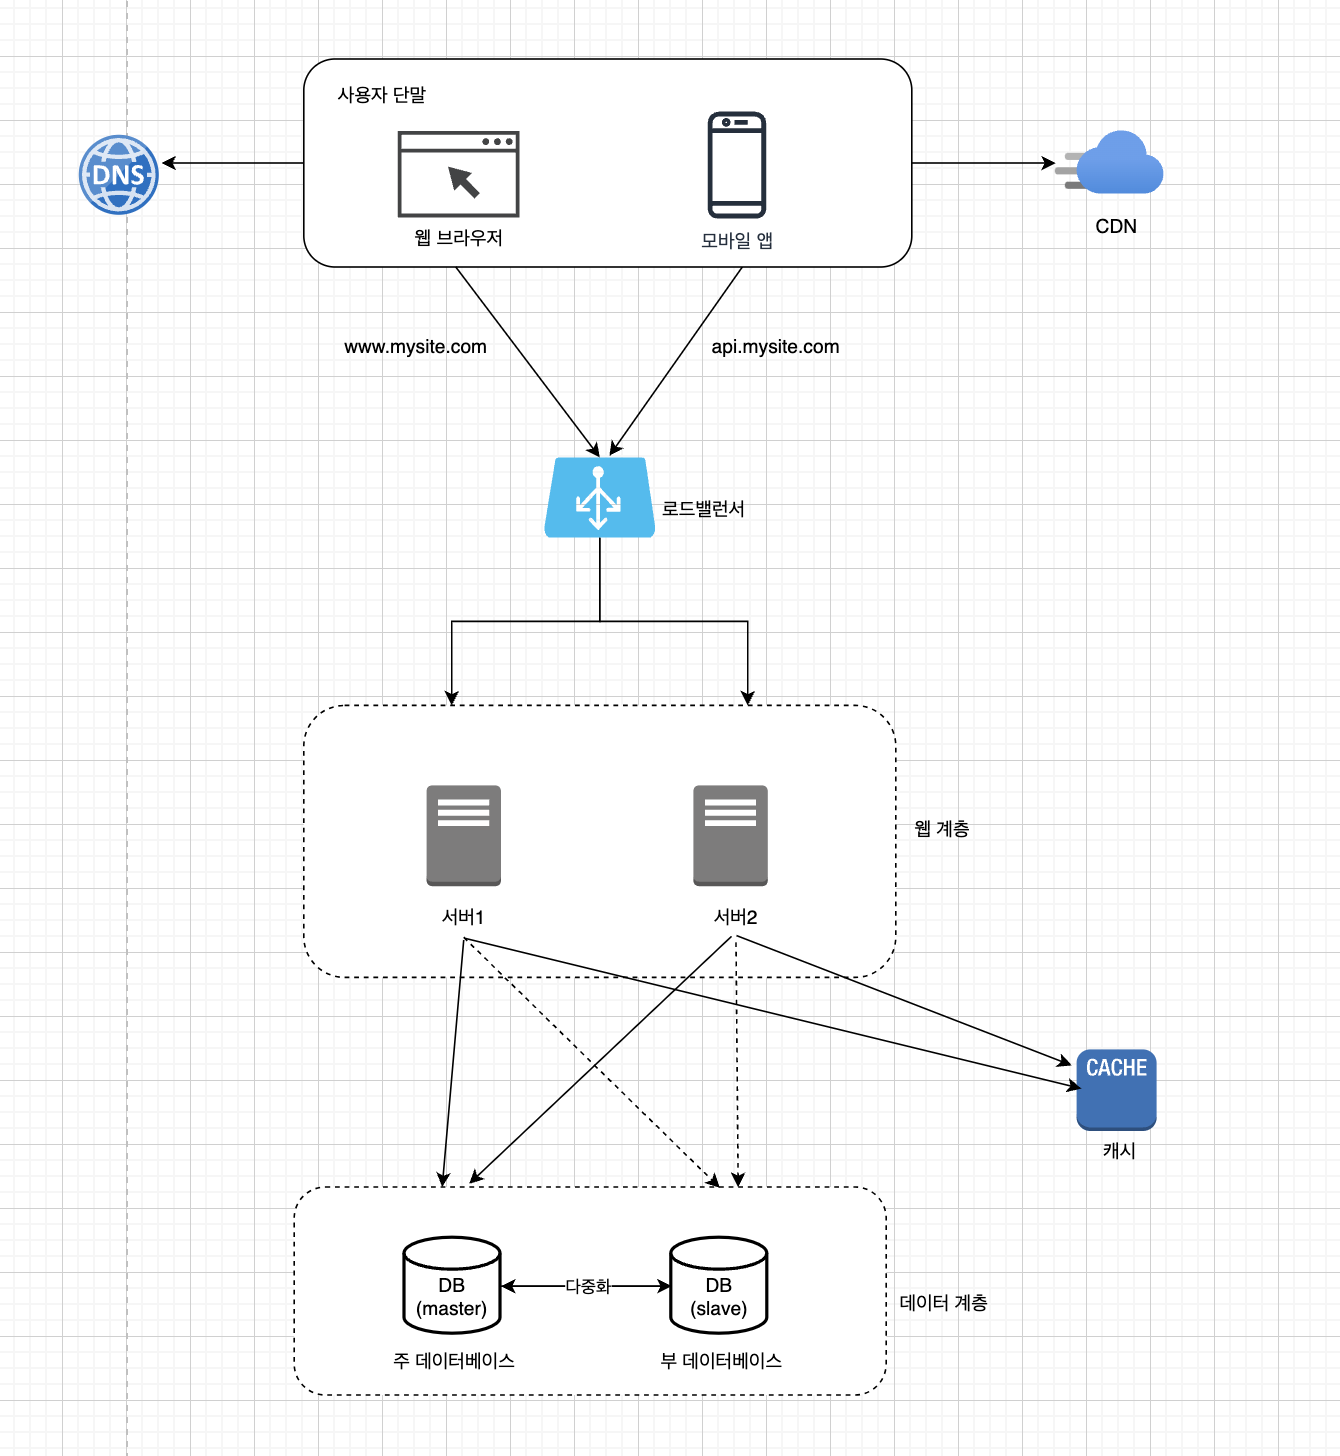 사용자 단말
DNS
웹 브라우저
모바일 앱
CDN
www.mysite.com
api.mysite.com
로드밸런서
웹 계층
서버1
서버2
CACHE
캐시
DB
(master)
다중화
DB
(slave)
데이터 계층
주 데이터베이스
부 데이터베이스